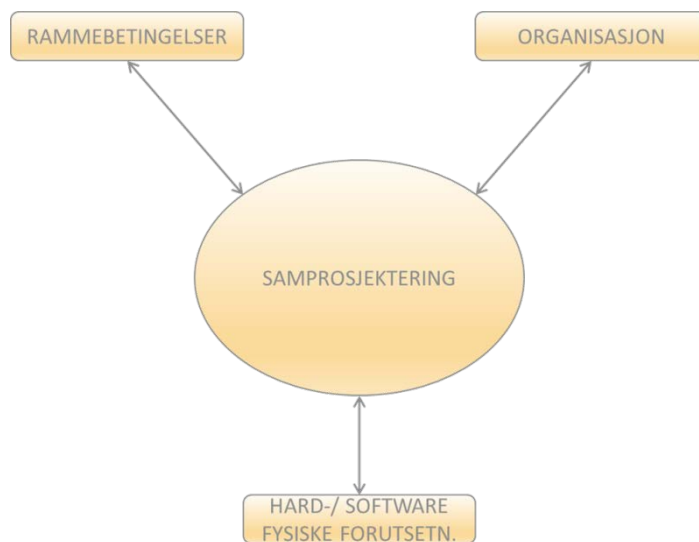 RAMMEBETINGELSER
ORGANISASJON
SAMPROSJEKTERING
HARD-/ SOFTWARE
FYSISKE FORUTSETN.